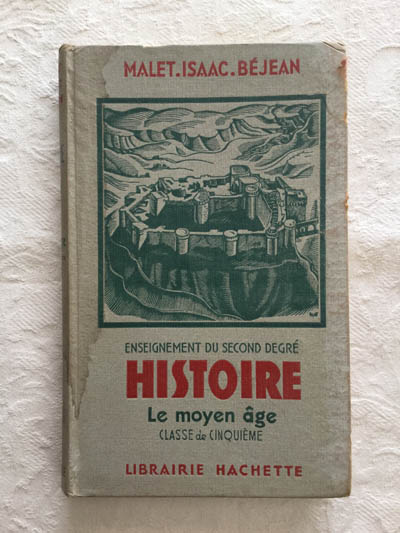 MALET.ISAAC.BÉJEAN
ENSEIGNEMENT DU SECOND DEGRÉ
HISTOIRE
Le moyen âge
CLASSE de CINQUIÈME
LIBRAIRIE HACHETTE